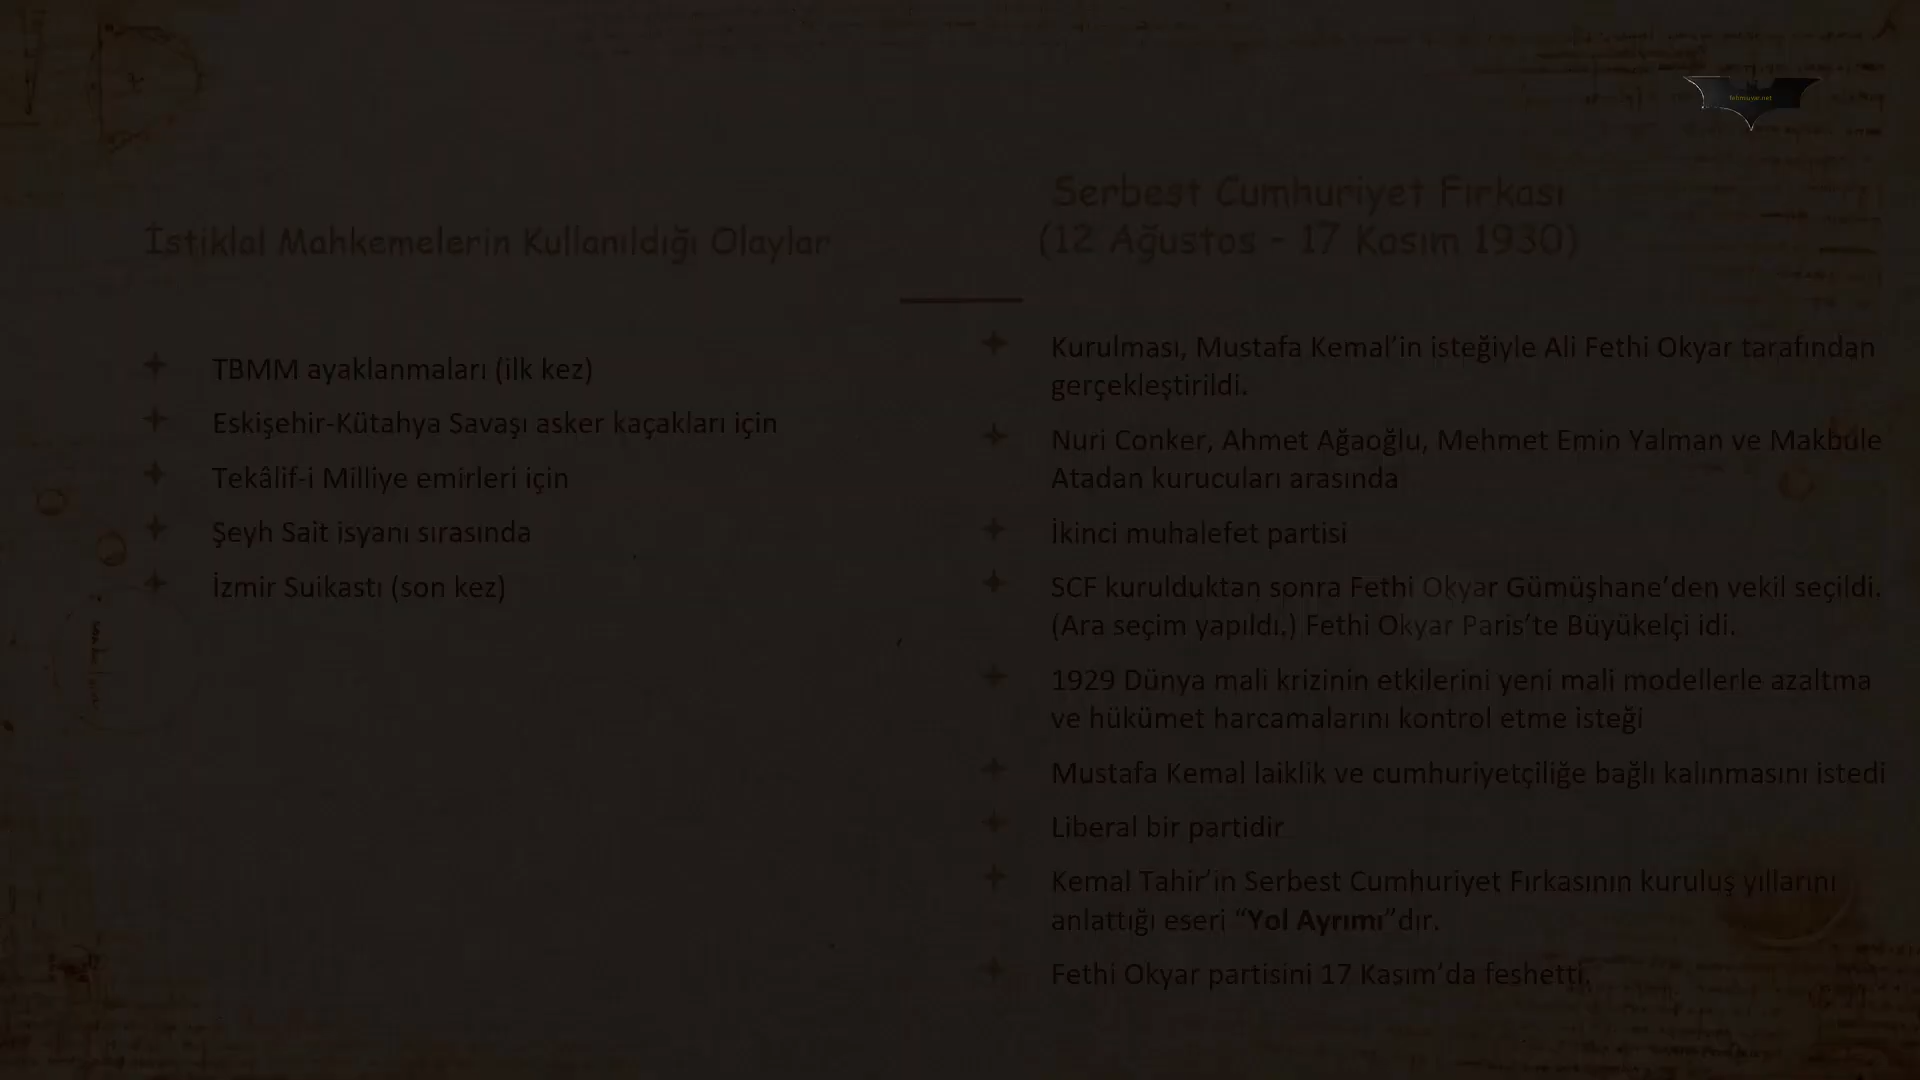 fehmiuyar.net
İstiklal Mahkemelerin Kullanıldığı Olaylar
TBMM ayaklanmaları (ilk kez)
Eskişehir-Kütahya Savaşı asker kaçakları için
Tekâlif-i Milliye emirleri için
Şeyh Sait isyanı sırasında
İzmir Suikastı (son kez)
Serbest Cumhuriyet Fırkası
(12 Ağustos - 17 Kasım 1930)
Kurulması, Mustafa Kemal’in isteğiyle Ali Fethi Okyar tarafından
gerçekleştirildi.
Nuri Conker, Ahmet Ağaoğlu, Mehmet Emin Yalman ve Makbule
Atadan kurucuları arasında
İkinci muhalefet partisi
SCF kurulduktan sonra Fethi Okyar Gümüşhane’den vekil seçildi.
(Ara seçim yapıldı.) Fethi Okyar Paris’te Büyükelçi idi.
1929 Dünya mali krizinin etkilerini yeni mali modellerle azaltma
ve hükümet harcamalarını kontrol etme isteği
Mustafa Kemal laiklik ve cumhuriyetçiliğe bağlı kalınmasını istedi
Liberal bir partidir
Kemal Tahir’in Serbest Cumhuriyet Fırkasının kuruluş yıllarını
anlattığı eseri “Yol Ayrımı”dır.
Fethi Okyar partisini 17 Kasım’da feshetti.